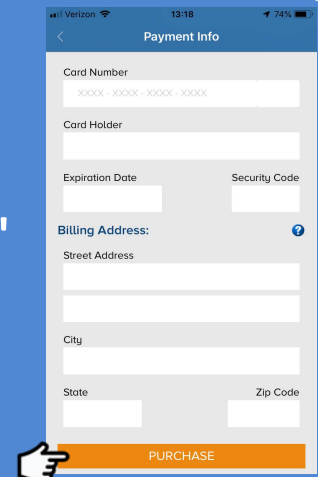 Verizon 13:18 74%
Payment Info
Card Number
XXXX - XXXX - XXXX - XXXX
Card Holder
Expiration Date Security Code
Billing Address: ?
Street Address
City
State Zip Code
PURCHASE